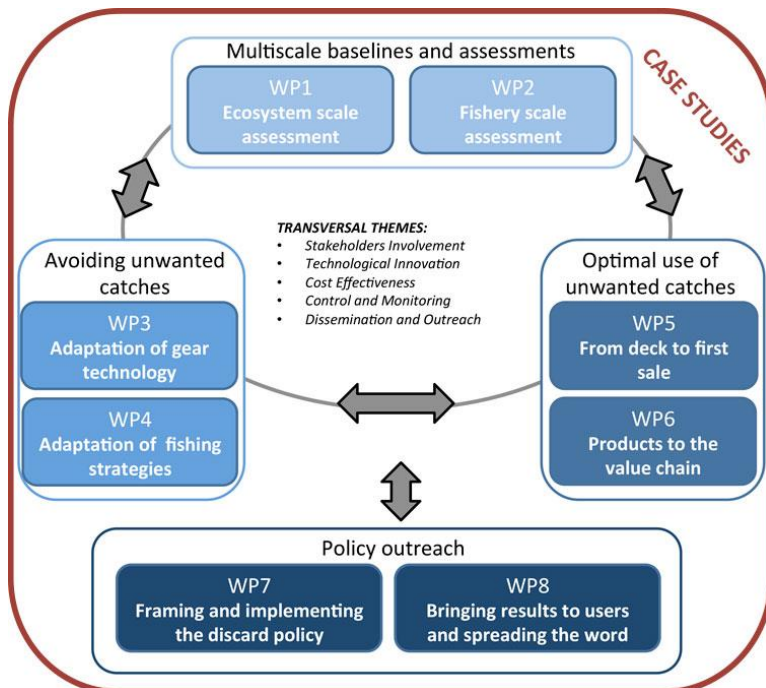 Multiscale baselines and assessments
WP1
Ecosystem scale
assessment
WP2
Fishery scale
assessment
CASE STUDIES
TRANSVERSAL THEMES:
• Stakeholders Involvement
• Technological Innovation
• Cost Effectiveness
• Control and Monitoring
• Dissemination and Outreach
Avoiding unwanted
catches
WP3
Adaptation of gear
technology
WP4
Adaptation of fishing
strategies
Optimal use of
unwanted catches
WP5
From deck to first
sale
WP6
Products to the
value chain
Policy outreach
WP7
Framing and implementing
the discard policy
WP8
Bringing results to users
and spreading the word